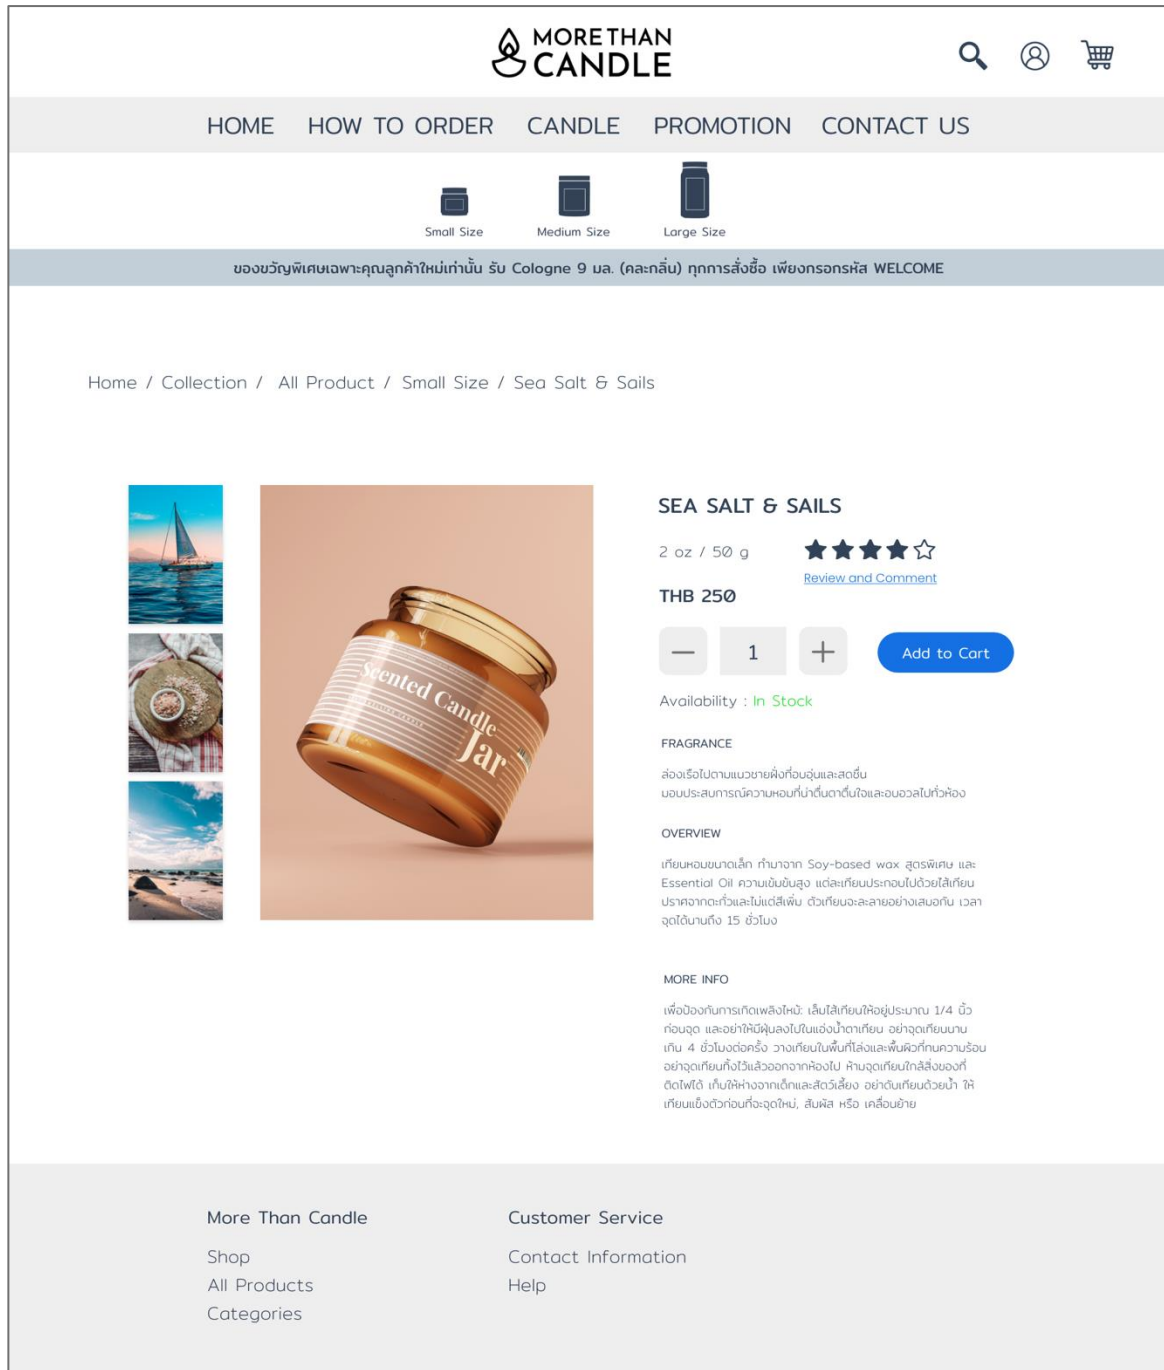 MORE THAN
CANDLE
HOME HOW TO ORDER CANDLE PROMOTION CONTACT US
Small Size Medium Size Large Size
ของขวัญพิเศษเฉพาะคุณลูกค้าใหม่เท่านั้น รับ Cologne 9 มล. (คละกลิ่น) ทุกการสั่งซื้อ เพียงกรอกรหัส WELCOME
Home / Collection / All Product / Small Size / Sea Salt & Sails
Scented Candle
Jar
SEA SALT & SAILS
2 oz / 50 g
Review and Comment
THB 250
1
Add to Cart
Availability : In Stock
FRAGRANCE
ล่องเรือไปตามแนวชายฝั่งที่อบอุ่นและสดชื่น
มอบประสบการณ์ความหอมที่น่าตื่นตาตื่นใจและอบอวลไปทั่วห้อง
OVERVIEW
เทียนหอมขนาดเล็ก ทำมาจาก Soy-based wax สูตรพิเศษ และ
Essential Oil ความเข้มข้นสูง แต่ละเทียนประกอบไปด้วยไส้เทียน
ปราศจากตะกั่วและไม่แต่สีเพิ่ม ตัวเทียนจะละลายอย่างเสมอกัน เวลา
จุดได้นานถึง 15 ชั่วโมง
MORE INFO
เพื่อป้องกันการเกิดเพลิงไหม้: เล็มไส้เทียนให้อยู่ประมาณ 1/4 นิ้ว
ก่อนจุด และอย่าให้มีฝุ่นลงไปในแอ่งน้ำตาเทียน อย่าจุดเทียนนาน
เกิน 4 ชั่วโมงต่อครั้ง วางเทียนในพื้นที่โล่งและพื้นผิวที่ทนความร้อน
อย่าจุดเทียนทิ้งไว้แล้วออกจากห้องไป ห้ามจุดเทียนใกล้สิ่งของที่
ติดไฟได้ เก็บให้ห่างจากเด็กและสัตว์เลี้ยง อย่าดับเทียนด้วยน้ำ ให้
เทียนแข็งตัวก่อนที่จะจุดใหม่, สัมผัส หรือ เคลื่อนย้าย
More Than Candle
Shop
All Products
Categories
Customer Service
Contact Information
Help